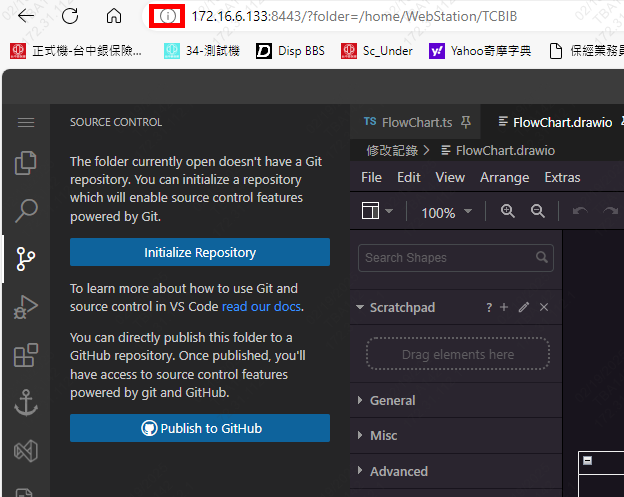 172.16.6.133:8443/?folder=/home/WebStation/TCBIB
正式機-台中銀保險... 34-測試機 Disp BBS Sc_Under Yahoo奇摩字典 保經業務員
SOURCE CONTROL
The folder currently open doesn't have a Git
repository. You can initialize a repository
which will enable source control features
powered by Git.
Initialize Repository
To learn more about how to use Git and
source control in VS Code read our docs.
You can directly publish this folder to a
GitHub repository. Once published, you'll
have access to source control features
powered by git and GitHub.
Publish to GitHub
TS FlowChart.ts FlowChart.drawio
修改記錄 > FlowChart.drawio
File Edit View Arrange Extras
100%
Search Shapes
Scratchpad ? + ×
Drag elements here
General
Misc
Advanced